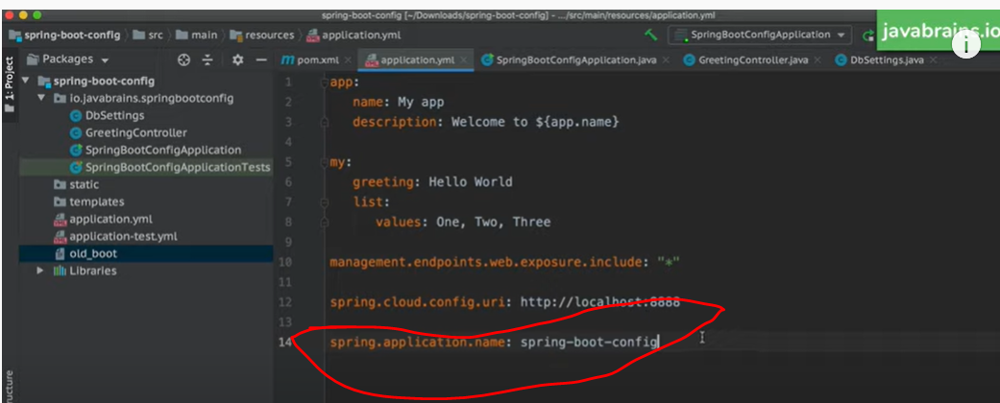 spring-boot-config [~/Downloads/spring-boot-config] - .../src/main/resources/application.yml
javabrains.io
i
spring-boot-config
src
main
resources
application.yml
SpringBootConfigApplication
1: Project
Packages
pom.xml
application.yml
SpringBootConfigApplication.java
GreetingController.java
DbSettings.java
spring-boot-config
io.javabrains.springbootconfig
DbSettings
GreetingController
SpringBootConfigApplication
SpringBootConfigApplicationTests
static
templates
application.yml
application-test.yml
old_boot
Libraries
1 app:
2 name: My app
3 description: Welcome to ${app.name}
4
5 my:
6 greeting: Hello World
7 list:
8 values: One, Two, Three
9
10 management.endpoints.web.exposure.include: "*"
11
12 spring.cloud.config.uri: http://localhost:8888
13
14 spring.application.name: spring-boot-config